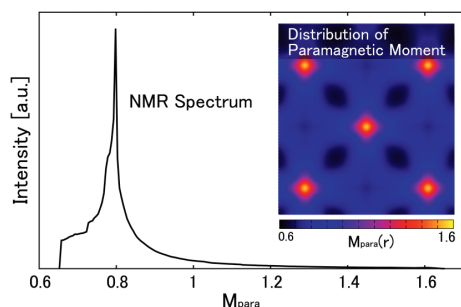 Distribution of
Paramagnetic Moment
NMR Spectrum
Intensity [a.u.]
0.6 1.6
Mpara(r)
0.6 0.8 1 1.2 1.4 1.6
Mpara